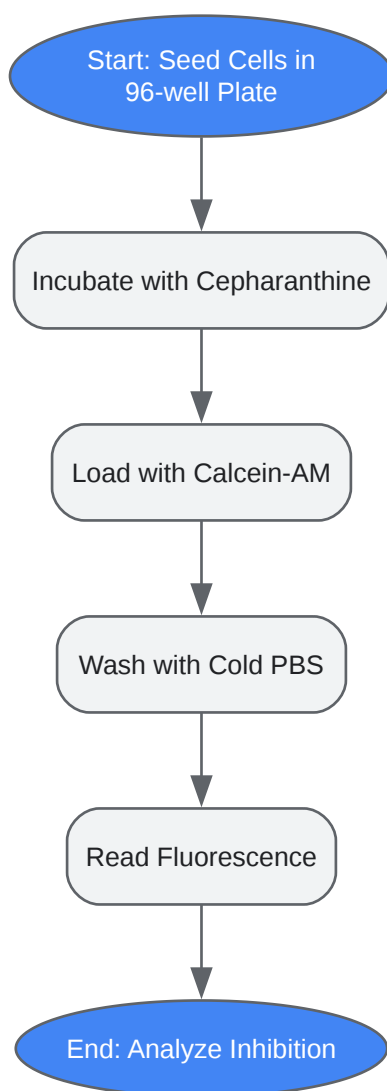 Start: Seed Cells in
96-well Plate
Incubate with Cepharanthine
Load with Calcein-AM
Wash with Cold PBS
Read Fluorescence
End: Analyze Inhibition